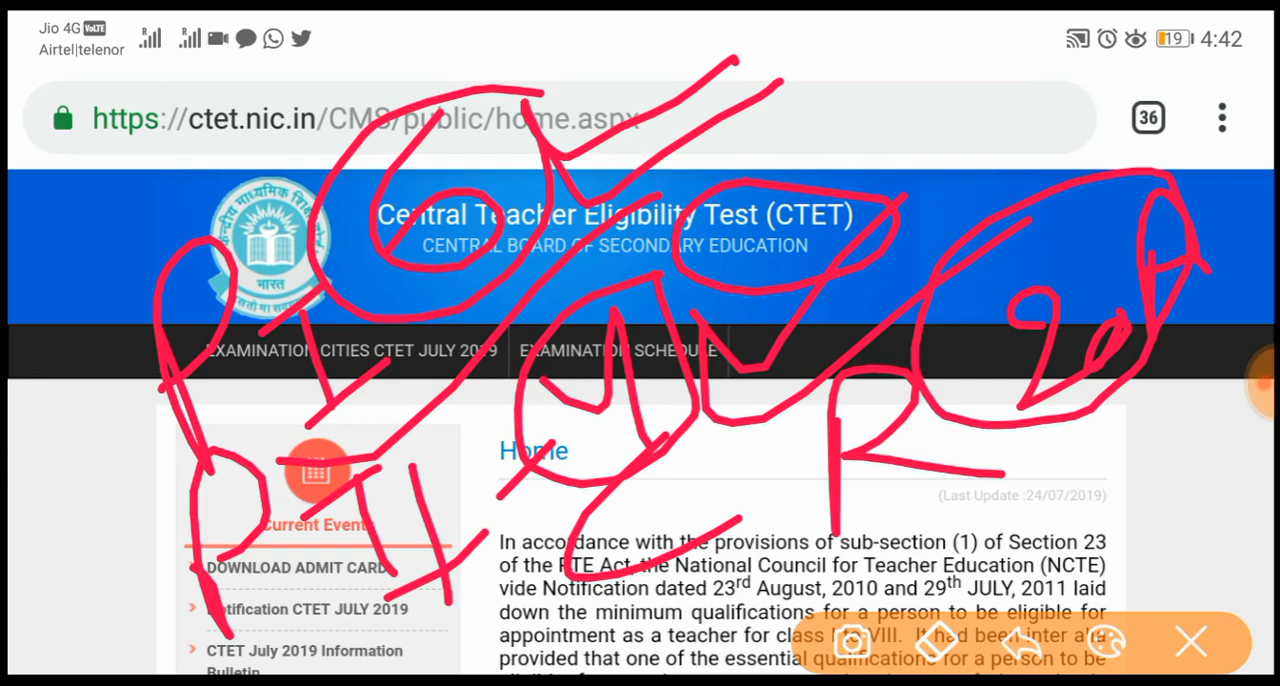 Jio 4G VoLTE
Airtel|telenor
19 4:42
https://ctet.nic.in/CMS/public/home.aspx
36
केन्द्रीय माध्यमिक शिक्षा
भारत
Central Teacher Eligibility Test (CTET)
CENTRAL BOARD OF SECONDARY EDUCATION
EXAMINATION CITIES CTET JULY 2019
EXAMINATION SCHEDULE
Home
(Last Update :24/07/2019)
Current Events
DOWNLOAD ADMIT CARD
Notification CTET JULY 2019
CTET July 2019 Information
Bulletin
In accordance with the provisions of sub-section (1) of Section 23
of the RTE Act, the National Council for Teacher Education (NCTE)
vide Notification dated 23rd August, 2010 and 29th JULY, 2011 laid
down the minimum qualifications for a person to be eligible for
appointment as a teacher for class I to VIII. It had been inter alia
provided that one of the essential qualifications for a person to be
P I
P II
R